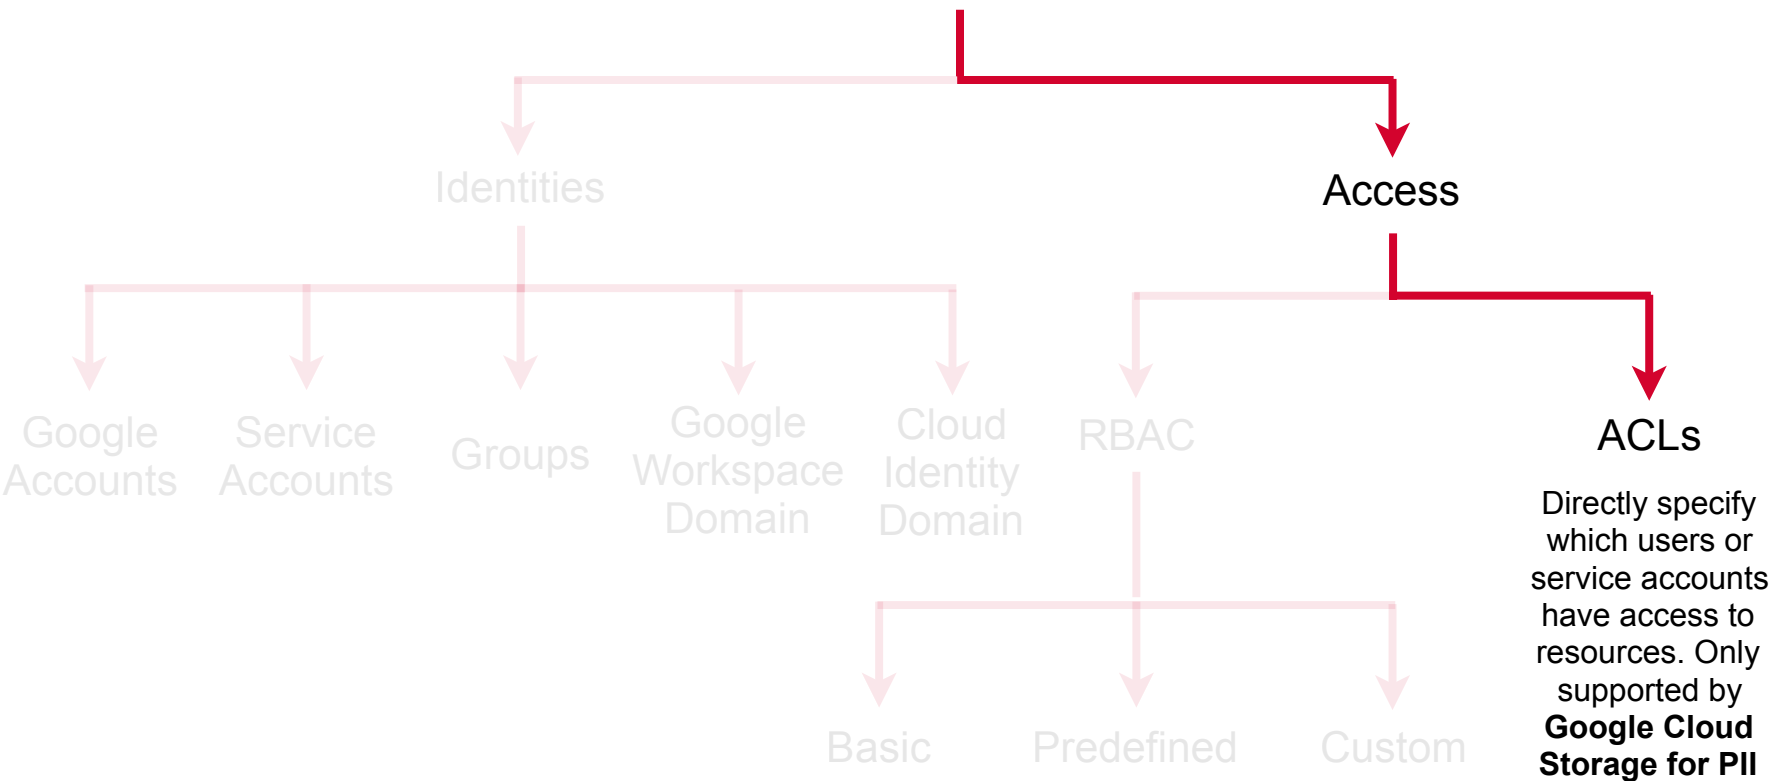 Identities
Access
Google
Accounts
Service
Accounts
Groups
Google
Workspace
Domain
Cloud
Identity
Domain
RBAC
ACLs
Directly specify
which users or
service accounts
have access to
resources. Only
supported by
Google Cloud
Storage for PII
Basic
Predefined
Custom